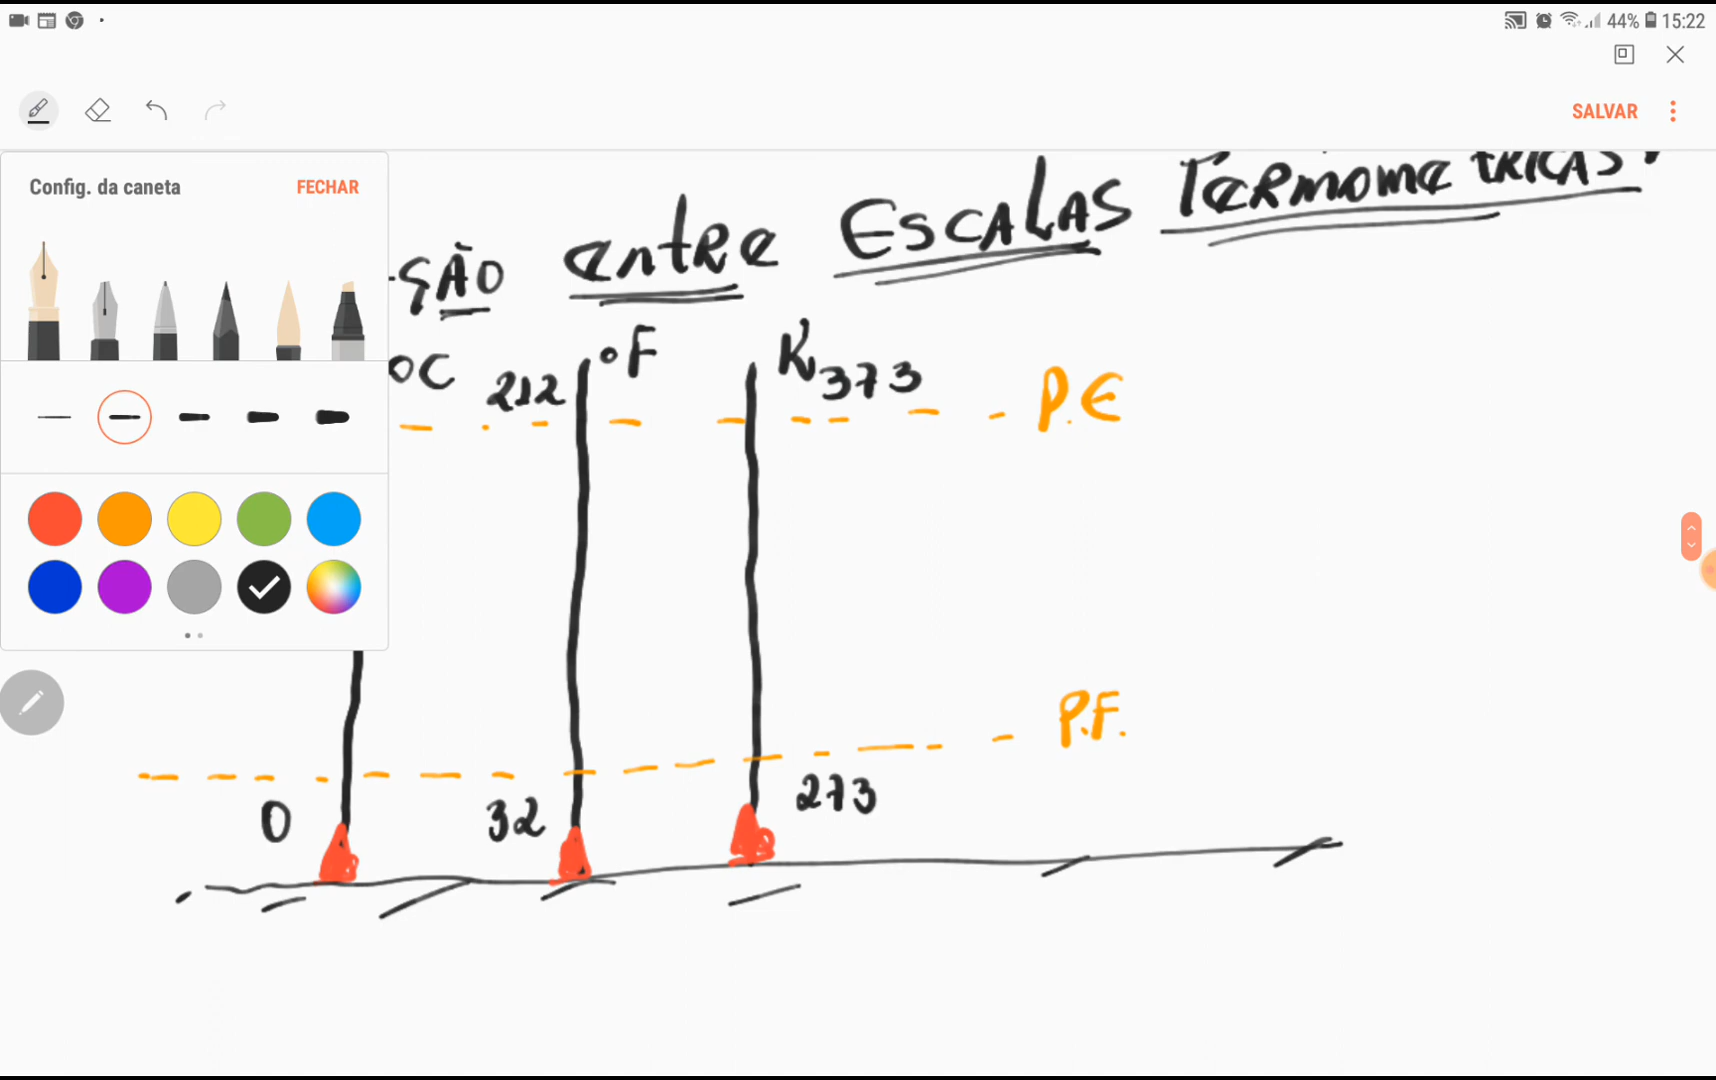 44% 15:22
SALVAR
Config. da caneta
FECHAR
ÇÃO entre ESCALAS Termométricas
°C 212 °F K 373 P.E
P.F.
0 32 273